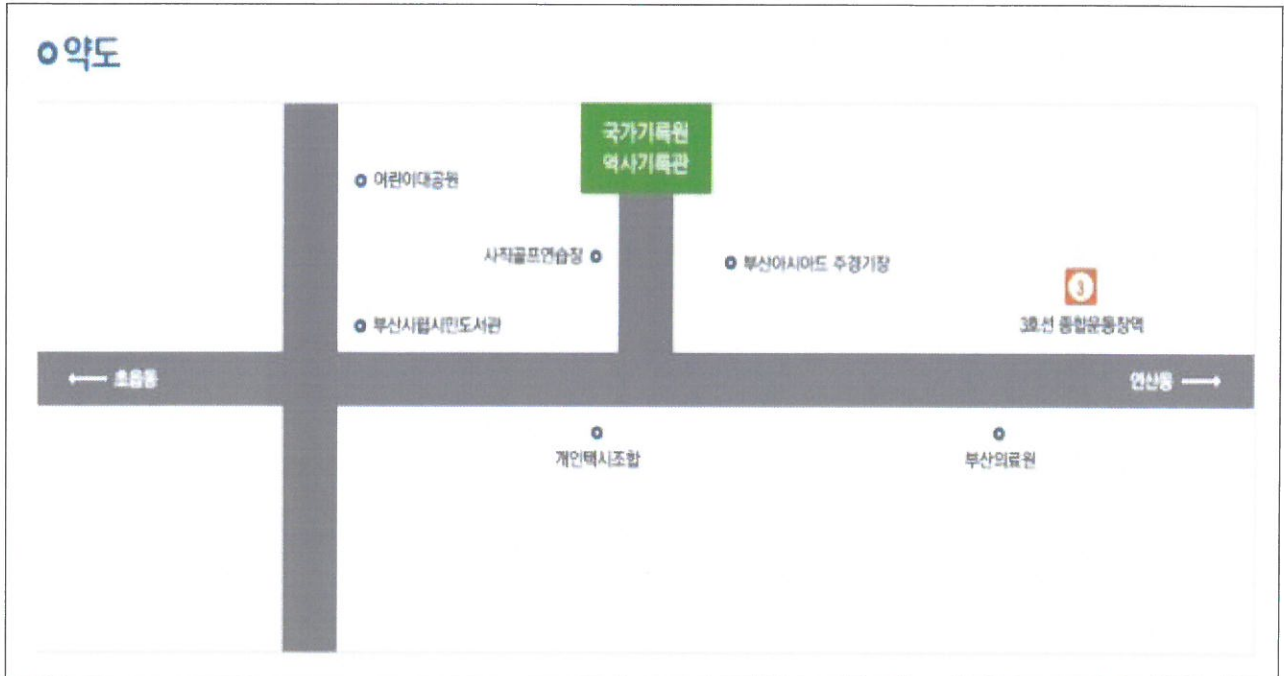 약도
국가기록원
역사기록관
어린이대공원
사직골프연습장
부산아시아드 주경기장
3
부산시립시민도서관
3호선 종합운동장역
← 초읍동
연산동 →
개인택시조합
부산의료원